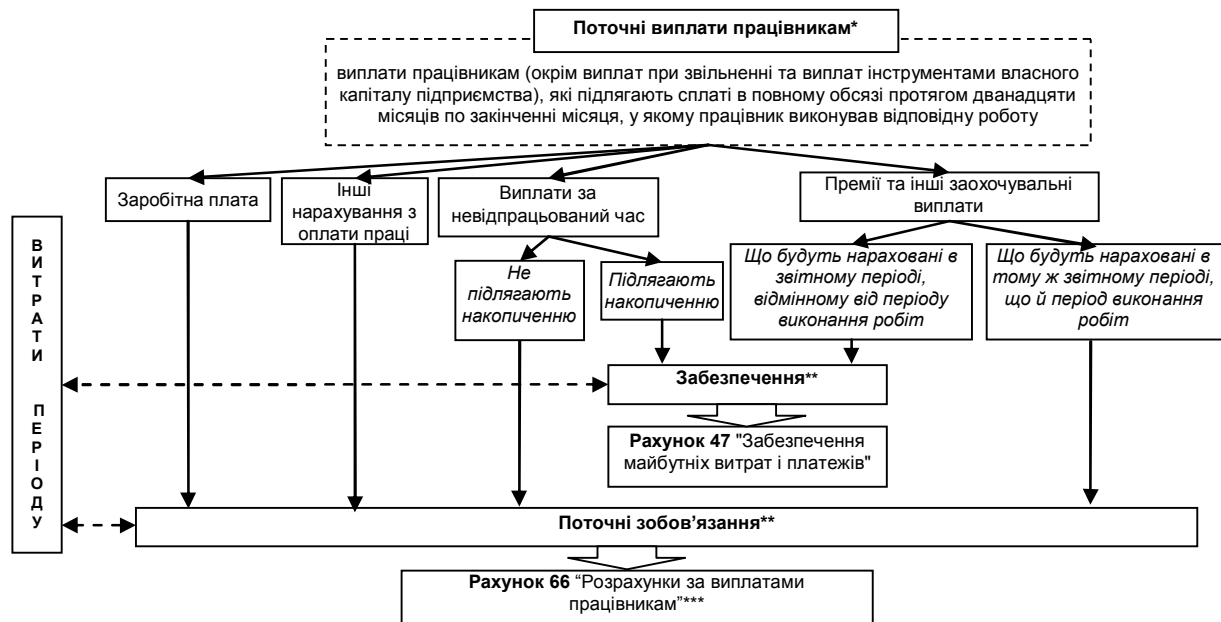 Поточні виплати працівникам*
виплати працівникам (окрім виплат при звільненні та виплат інструментами власного
капіталу підприємства), які підлягають сплаті в повному обсязі протягом дванадцяти
місяців по закінченні місяця, у якому працівник виконував відповідну роботу
Заробітна плата
Інші
нарахування з
оплати праці
Виплати за
невідпрацьований час
Премії та інші заохочувальні
виплати
ВИТРАТИ ПЕРІОДУ
Не
підлягають
накопиченню
Підлягають
накопиченню
Що будуть нараховані в
звітному періоді,
відмінному від періоду
виконання робіт
Що будуть нараховані в
тому ж звітному періоді,
що й період виконання
робіт
Забезпечення**
Рахунок 47 "Забезпечення
майбутніх витрат і платежів"
Поточні зобов’язання**
Рахунок 66 “Розрахунки за виплатами
працівникам”***